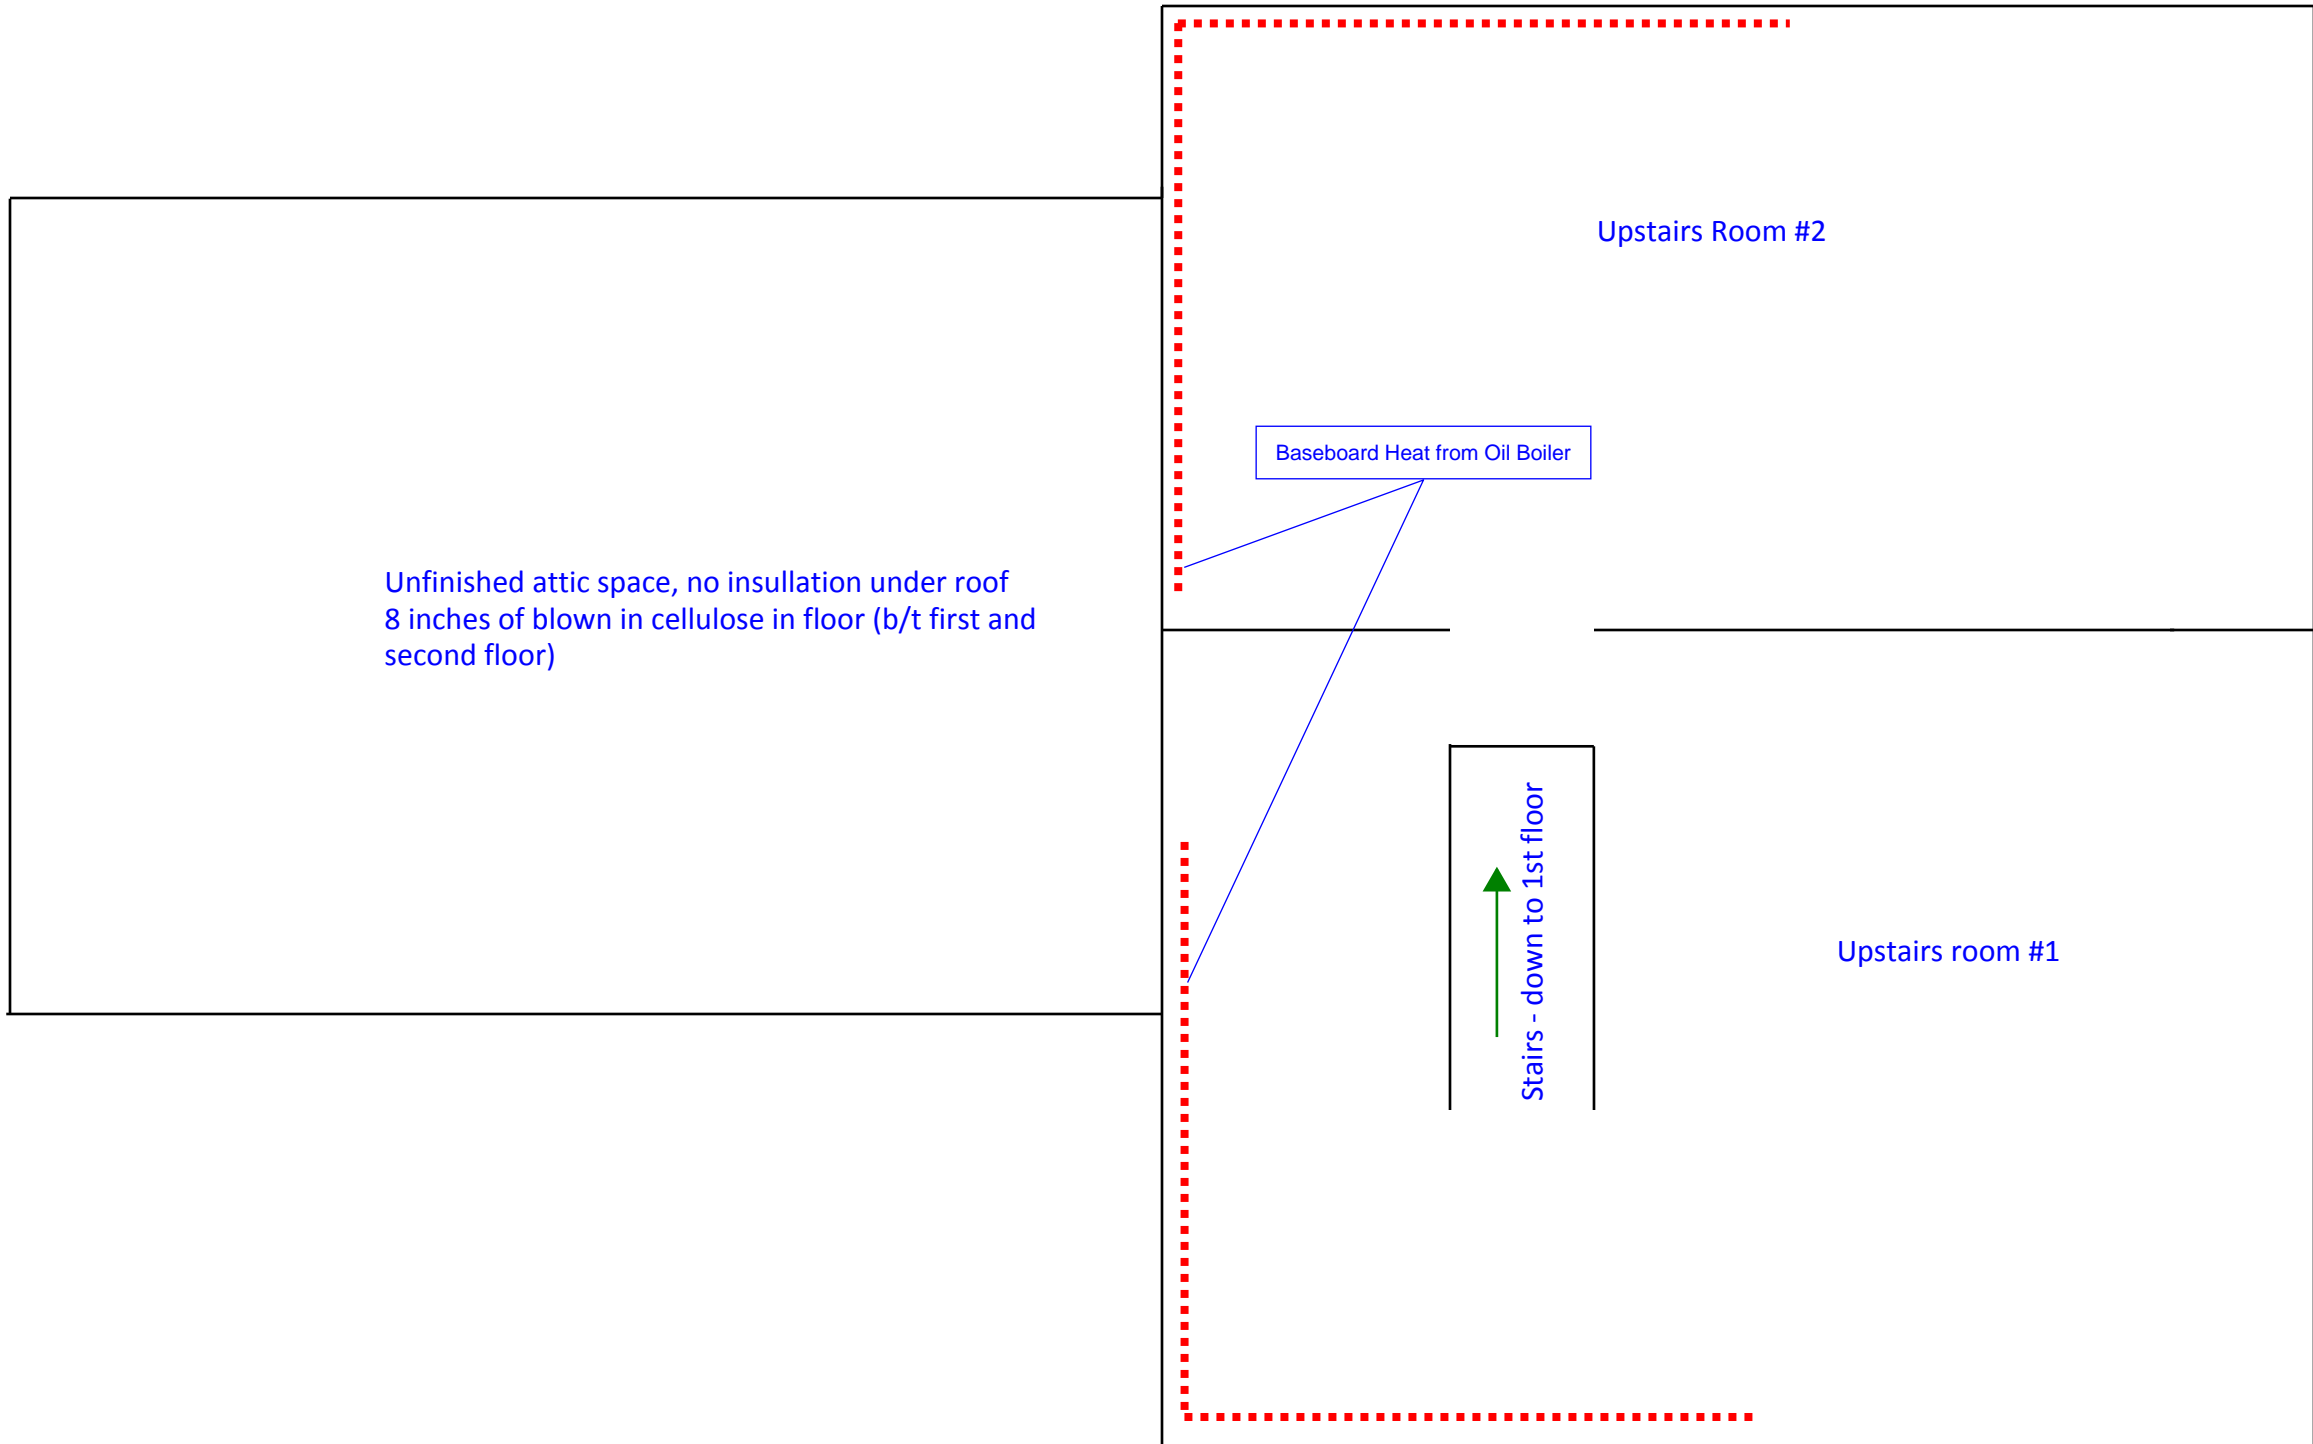 Upstairs Room #2
Baseboard Heat from Oil Boiler
Unfinished attic space, no insullation under roof
8 inches of blown in cellulose in floor (b/t first and
second floor)
Stairs - down to 1st floor
Upstairs room #1